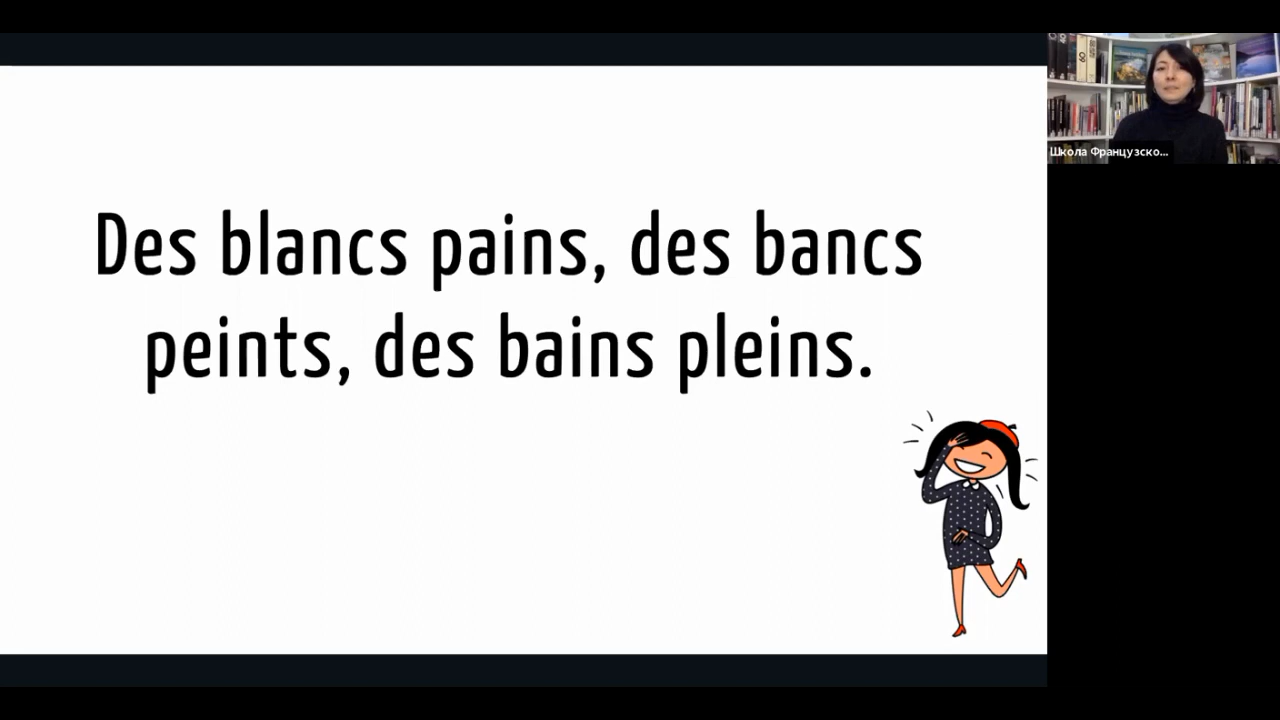 Des blancs pains, des bancs
peints, des bains pleins.
Школа Французско...